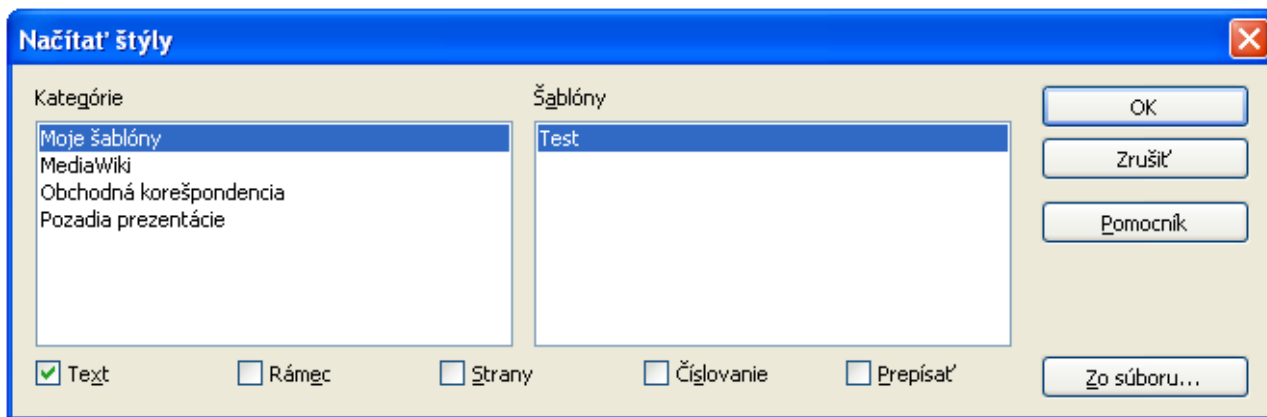 Načítať štýly
Kategórie
Moje šablóny
MediaWiki
Obchodná korešpondencia
Pozadia prezentácie
Šablóny
Test
OK
Zrušiť
Pomocník
Text Rámec Strany Číslovanie Prepísať
Zo súboru...